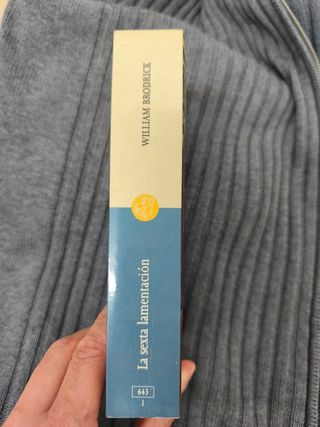 WILLIAM BRODRICK
La sexta lamentación
643
1